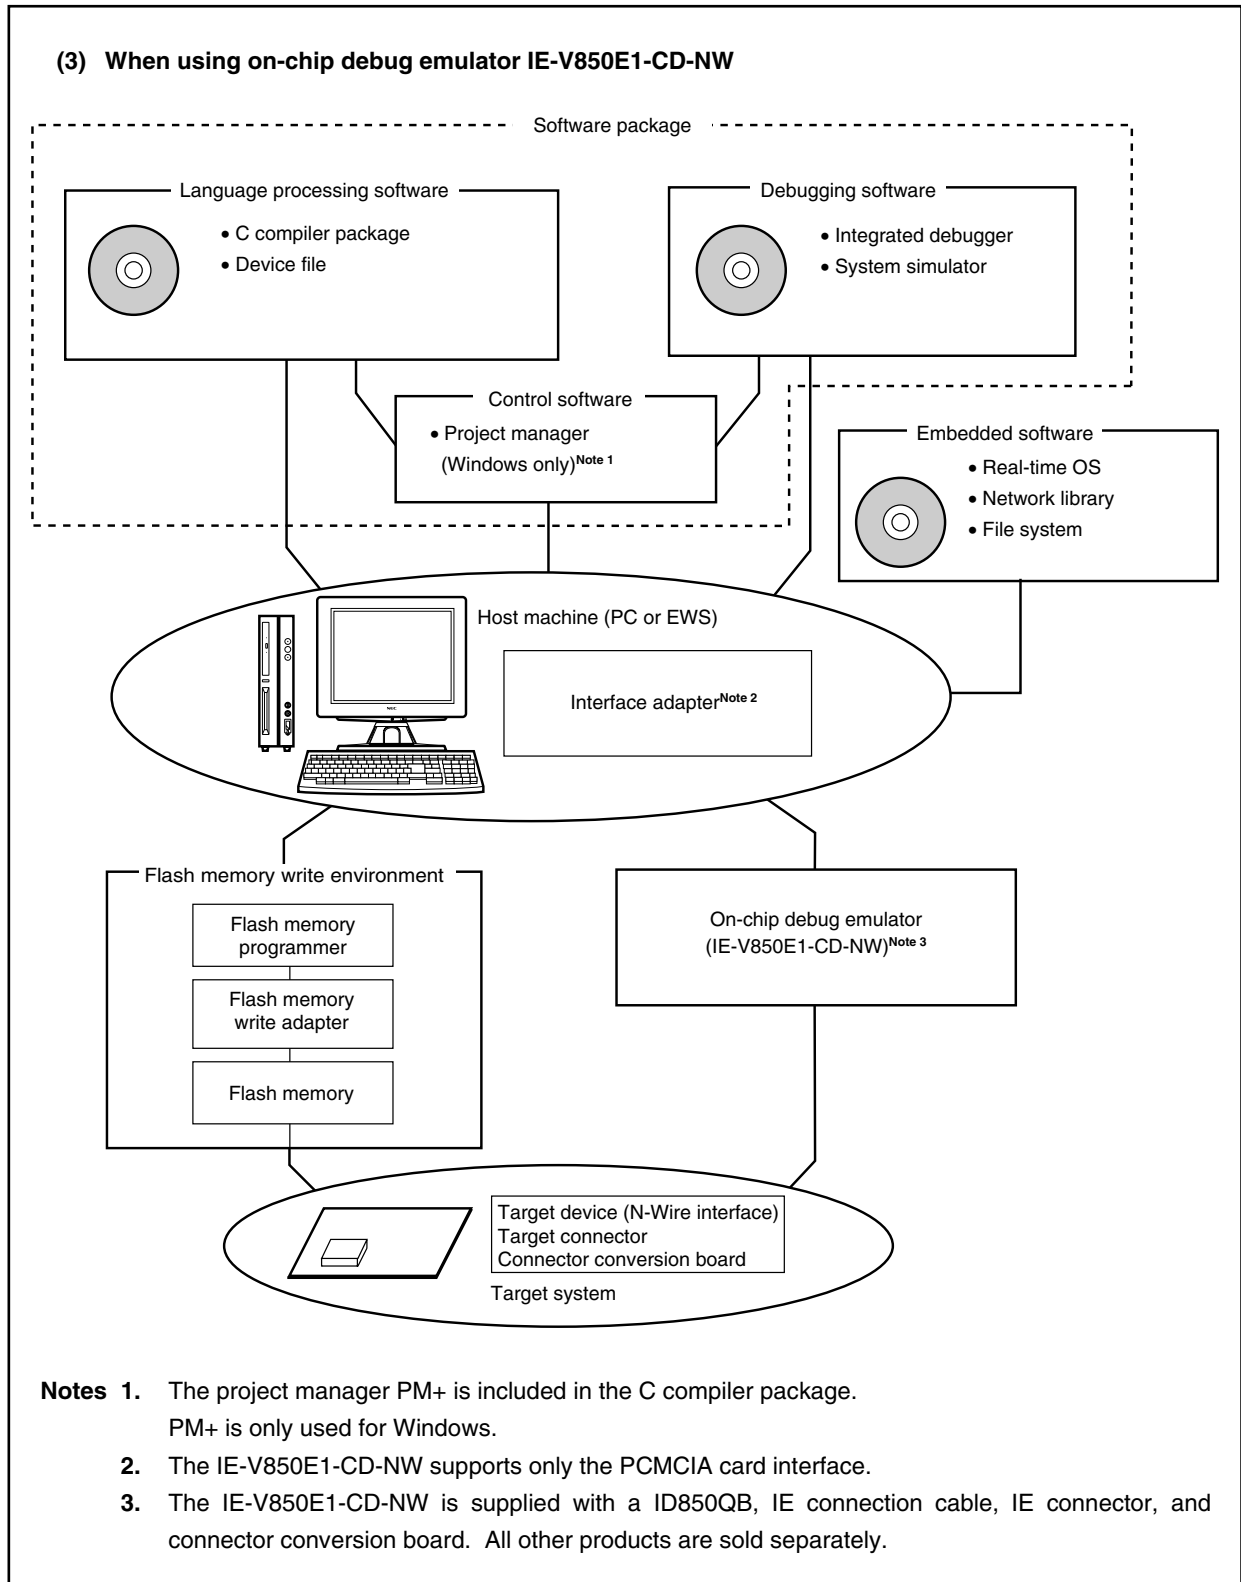 (3) When using on-chip debug emulator IE-V850E1-CD-NW
Software package
Language processing software
• C compiler package
• Device file
Debugging software
• Integrated debugger
• System simulator
Control software
• Project manager
(Windows only)Note 1
Embedded software
• Real-time OS
• Network library
• File system
Host machine (PC or EWS)
Interface adapterNote 2
NEC
Flash memory write environment
Flash memory
programmer
Flash memory
write adapter
Flash memory
On-chip debug emulator
(IE-V850E1-CD-NW)Note 3
Target device (N-Wire interface)
Target connector
Connector conversion board
Target system
Notes 1. The project manager PM+ is included in the C compiler package.
PM+ is only used for Windows.
2. The IE-V850E1-CD-NW supports only the PCMCIA card interface.
3. The IE-V850E1-CD-NW is supplied with a ID850QB, IE connection cable, IE connector, and
connector conversion board. All other products are sold separately.